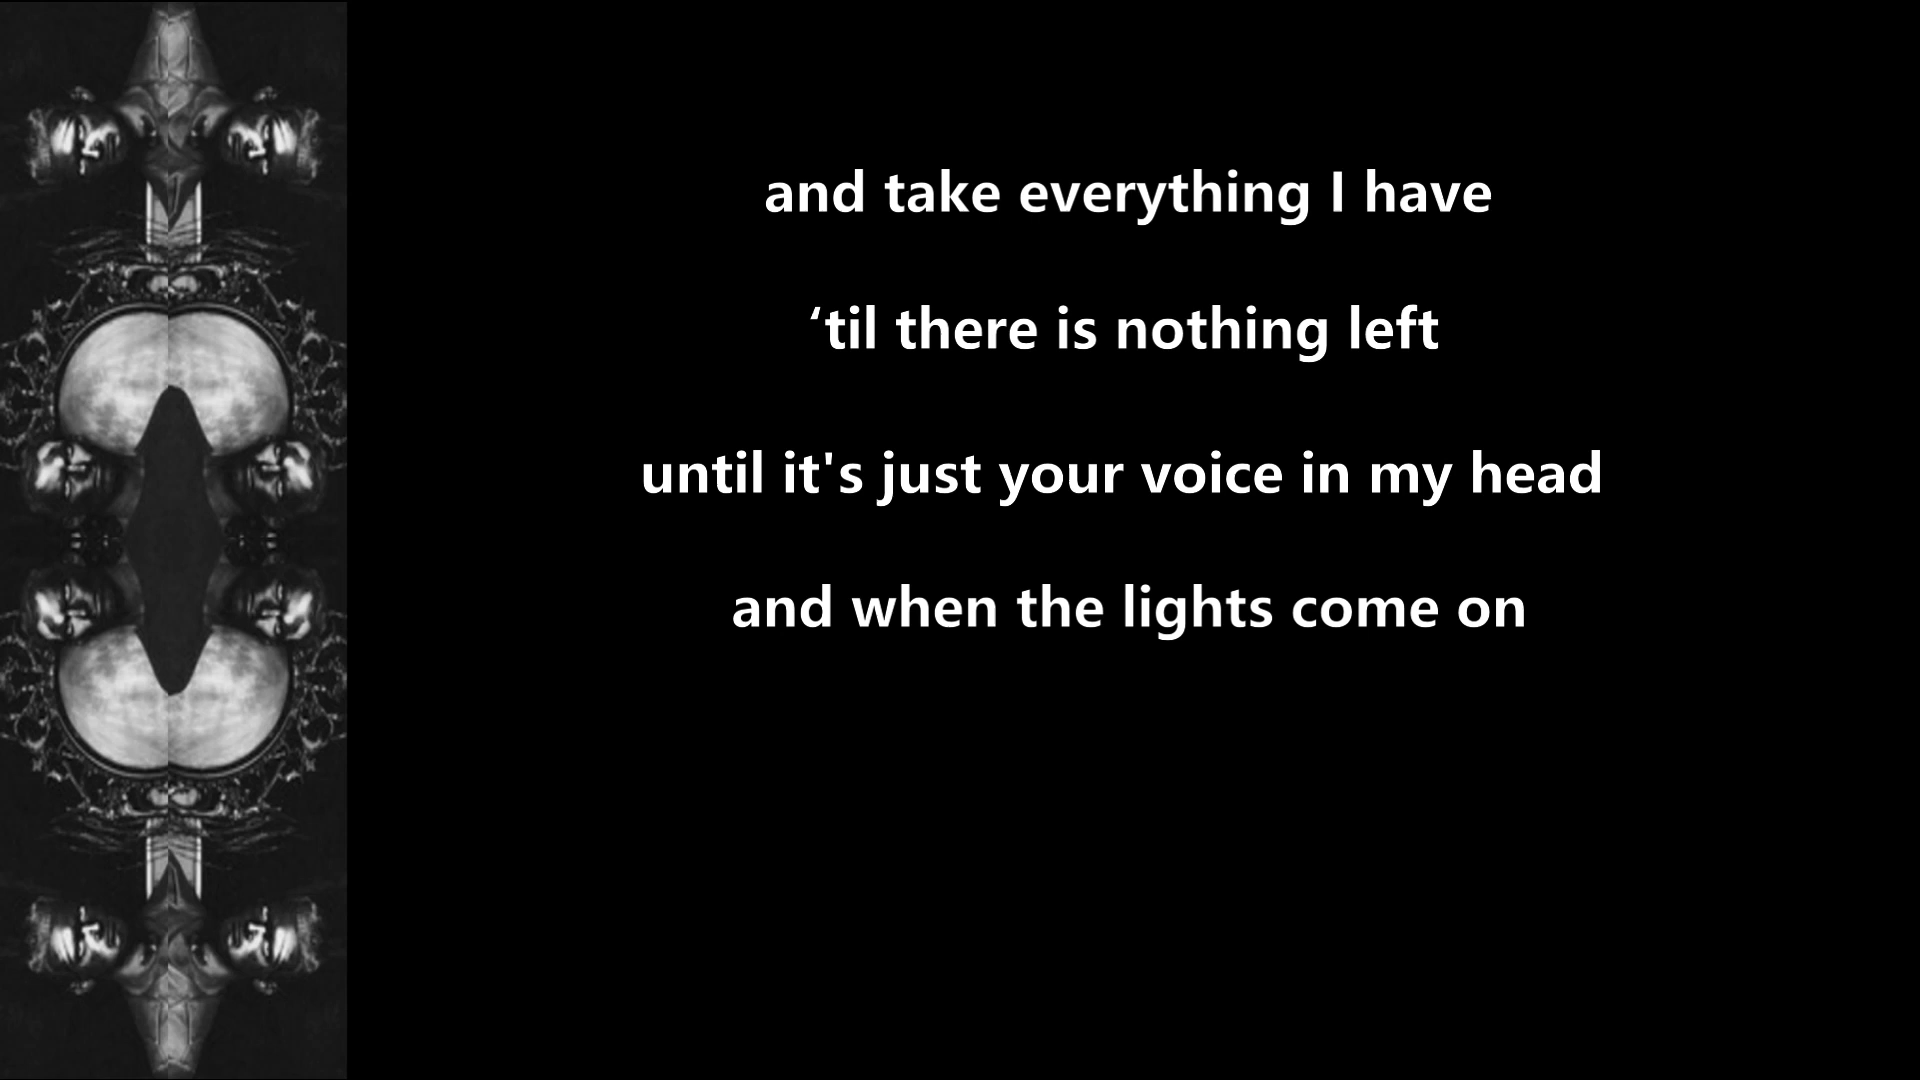 and take everything I have
‘til there is nothing left
until it's just your voice in my head
and when the lights come on